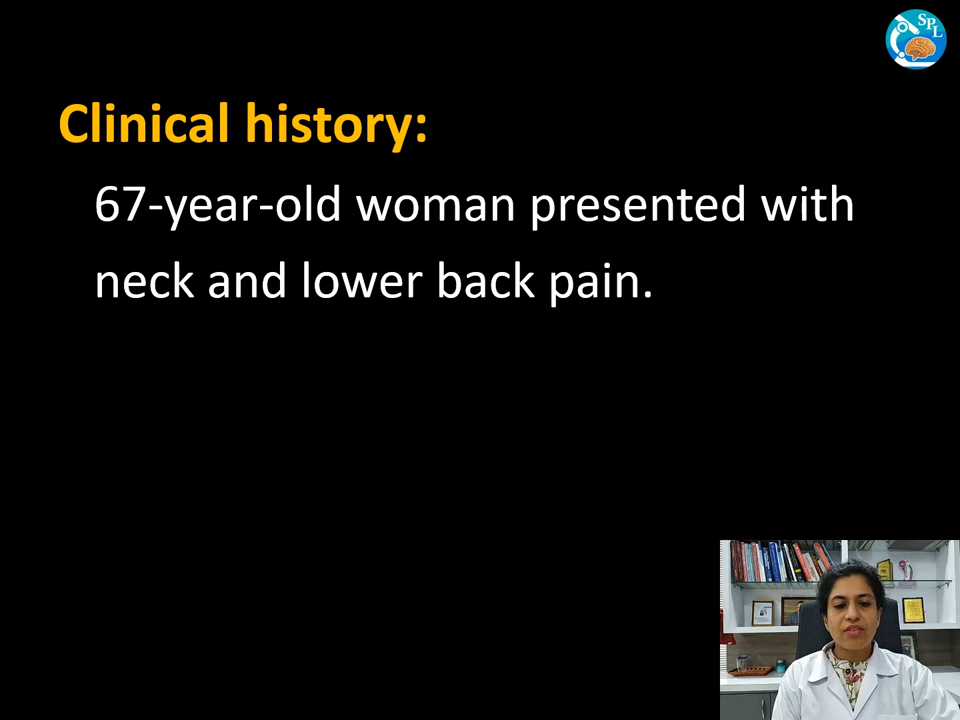 SPL
Clinical history:
67-year-old woman presented with
neck and lower back pain.